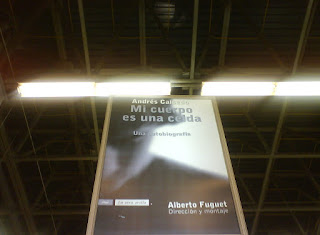 Andrés Caicedo
Mi cuerpo
es una celda
Una autobiografía
Alberto Fuguet
Dirección y montaje